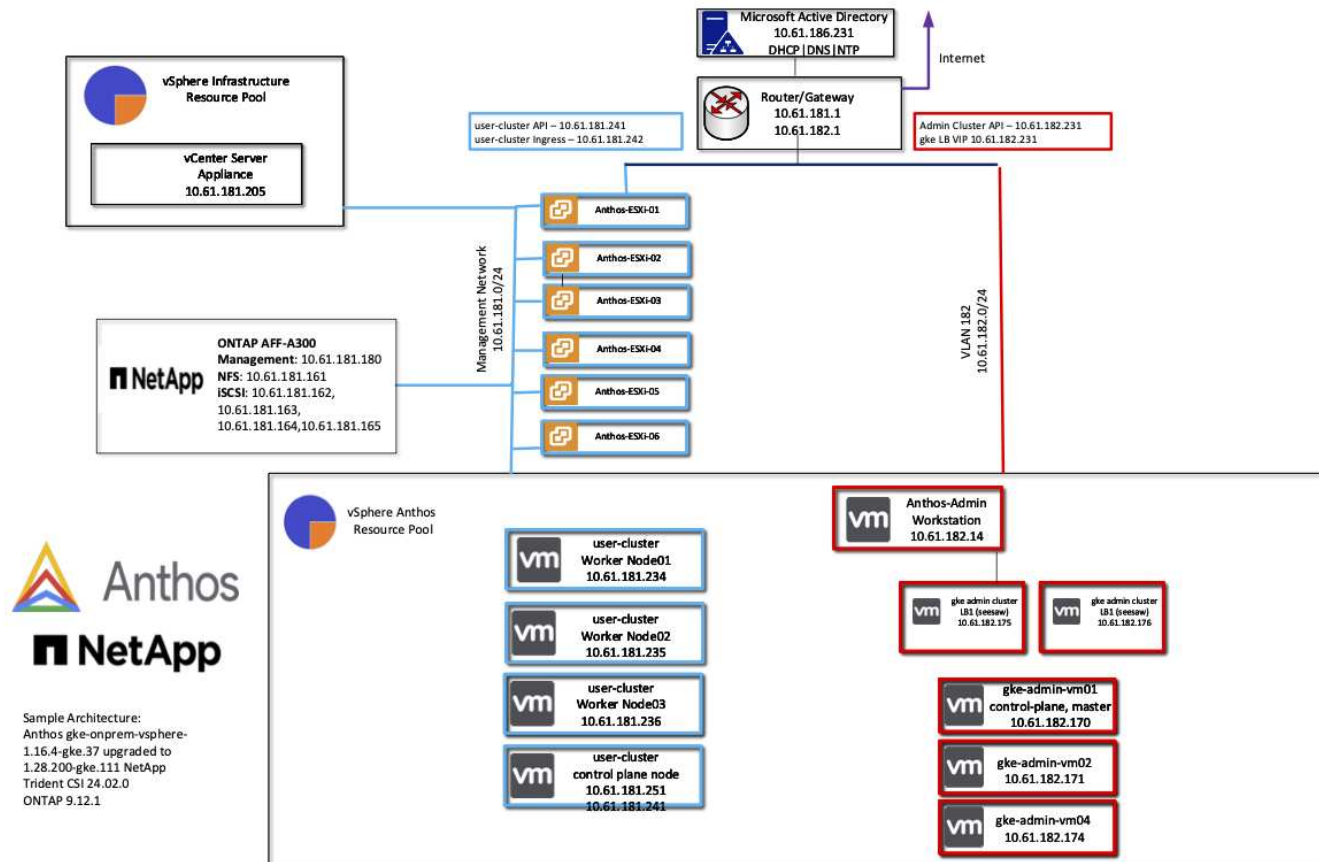 Microsoft Active Directory
10.61.186.231
DHCP|DNS|NTP
Internet
vSphere Infrastructure
Resource Pool
vCenter Server
Appliance
10.61.181.205
Router/Gateway
10.61.181.1
10.61.182.1
user-cluster API – 10.61.181.241
user-cluster Ingress – 10.61.181.242
Admin Cluster API – 10.61.182.231
gke LB VIP 10.61.182.231
Anthos-ESXi-01
Anthos-ESXi-02
Anthos-ESXi-03
Anthos-ESXi-04
Anthos-ESXi-05
Anthos-ESXi-06
Management Network
10.61.181.0/24
VLAN 182
10.61.182.0/24
NetApp
ONTAP AFF-A300
Management: 10.61.181.180
NFS: 10.61.181.161
iSCSI: 10.61.181.162,
10.61.181.163,
10.61.181.164,10.61.181.165
vSphere Anthos
Resource Pool
vm
user-cluster
Worker Node01
10.61.181.234
vm
user-cluster
Worker Node02
10.61.181.235
vm
user-cluster
Worker Node03
10.61.181.236
vm
user-cluster
control plane node
10.61.181.251
10.61.181.241
vm
Anthos-Admin
Workstation
10.61.182.14
vm
gke admin cluster
LB1 (seesaw)
10.61.182.175
vm
gke admin cluster
LB1 (seesaw)
10.61.182.176
vm
gke-admin-vm01
control-plane, master
10.61.182.170
vm
gke-admin-vm02
10.61.182.171
vm
gke-admin-vm04
10.61.182.174
Anthos
NetApp
Sample Architecture:
Anthos gke-onprem-vsphere-
1.16.4-gke.37 upgraded to
1.28.200-gke.111 NetApp
Trident CSI 24.02.0
ONTAP 9.12.1